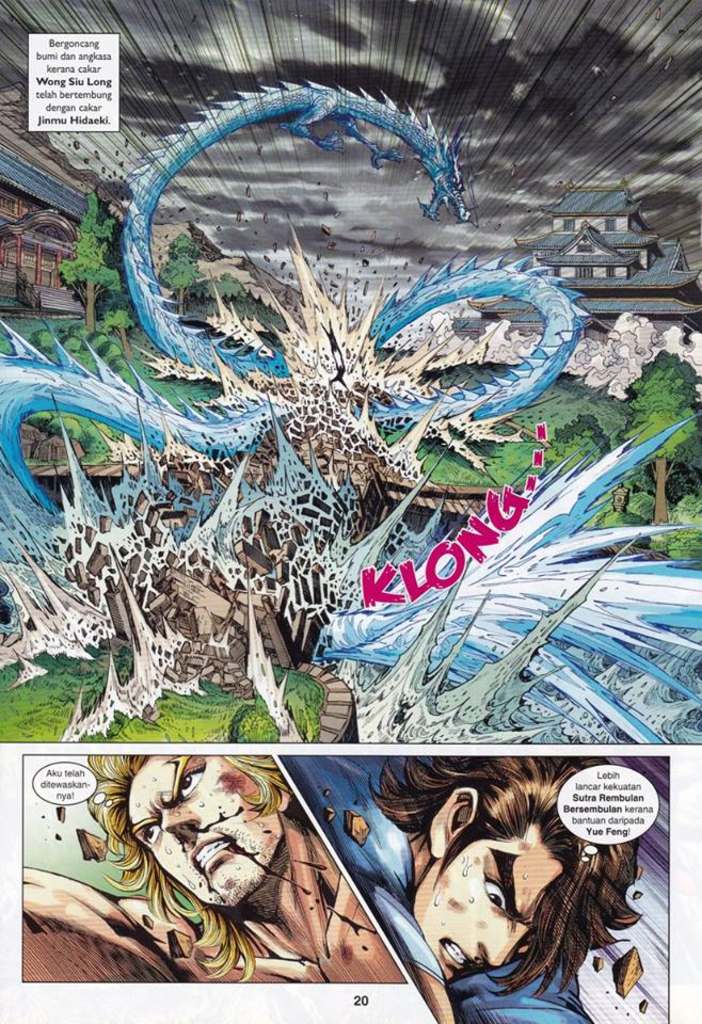 Bergoncang
bumi dan angkasa
kerana cakar
Wong Siu Long
telah bertembung
dengan cakar
Jinmu Hidaeki.
KLONG...
Aku telah
ditewaskan-
nya!
Lebih
lancar kekuatan
Sutra Rembulan
Bersembulan kerana
bantuan daripada
Yue Feng!
20